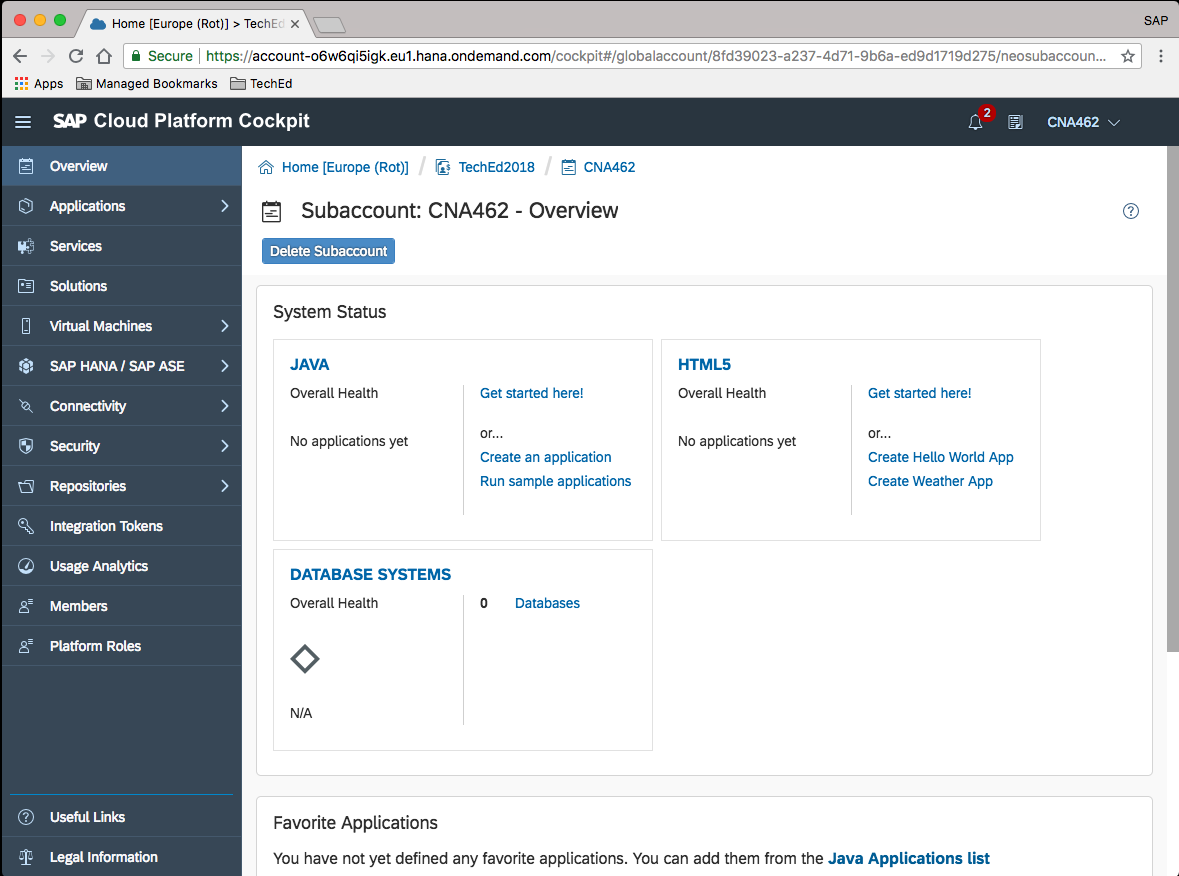 Home [Europe (Rot)] > TechEd
SAP
Secure https://account-o6w6qi5igk.eu1.hana.ondemand.com/cockpit#/globalaccount/8fd39023-a237-4d71-9b6a-ed9d1719d275/neosubaccoun...
Apps Managed Bookmarks TechEd
SAP Cloud Platform Cockpit
2
CNA462
Overview
Applications
Services
Solutions
Virtual Machines
SAP HANA / SAP ASE
Connectivity
Security
Repositories
Integration Tokens
Usage Analytics
Members
Platform Roles
Useful Links
Legal Information
Home [Europe (Rot)] / TechEd2018 / CNA462
Subaccount: CNA462 - Overview
Delete Subaccount
System Status
JAVA
Overall Health
No applications yet
Get started here!
or...
Create an application
Run sample applications
HTML5
Overall Health
No applications yet
Get started here!
or...
Create Hello World App
Create Weather App
DATABASE SYSTEMS
Overall Health
N/A
0 Databases
Favorite Applications
You have not yet defined any favorite applications. You can add them from the Java Applications list